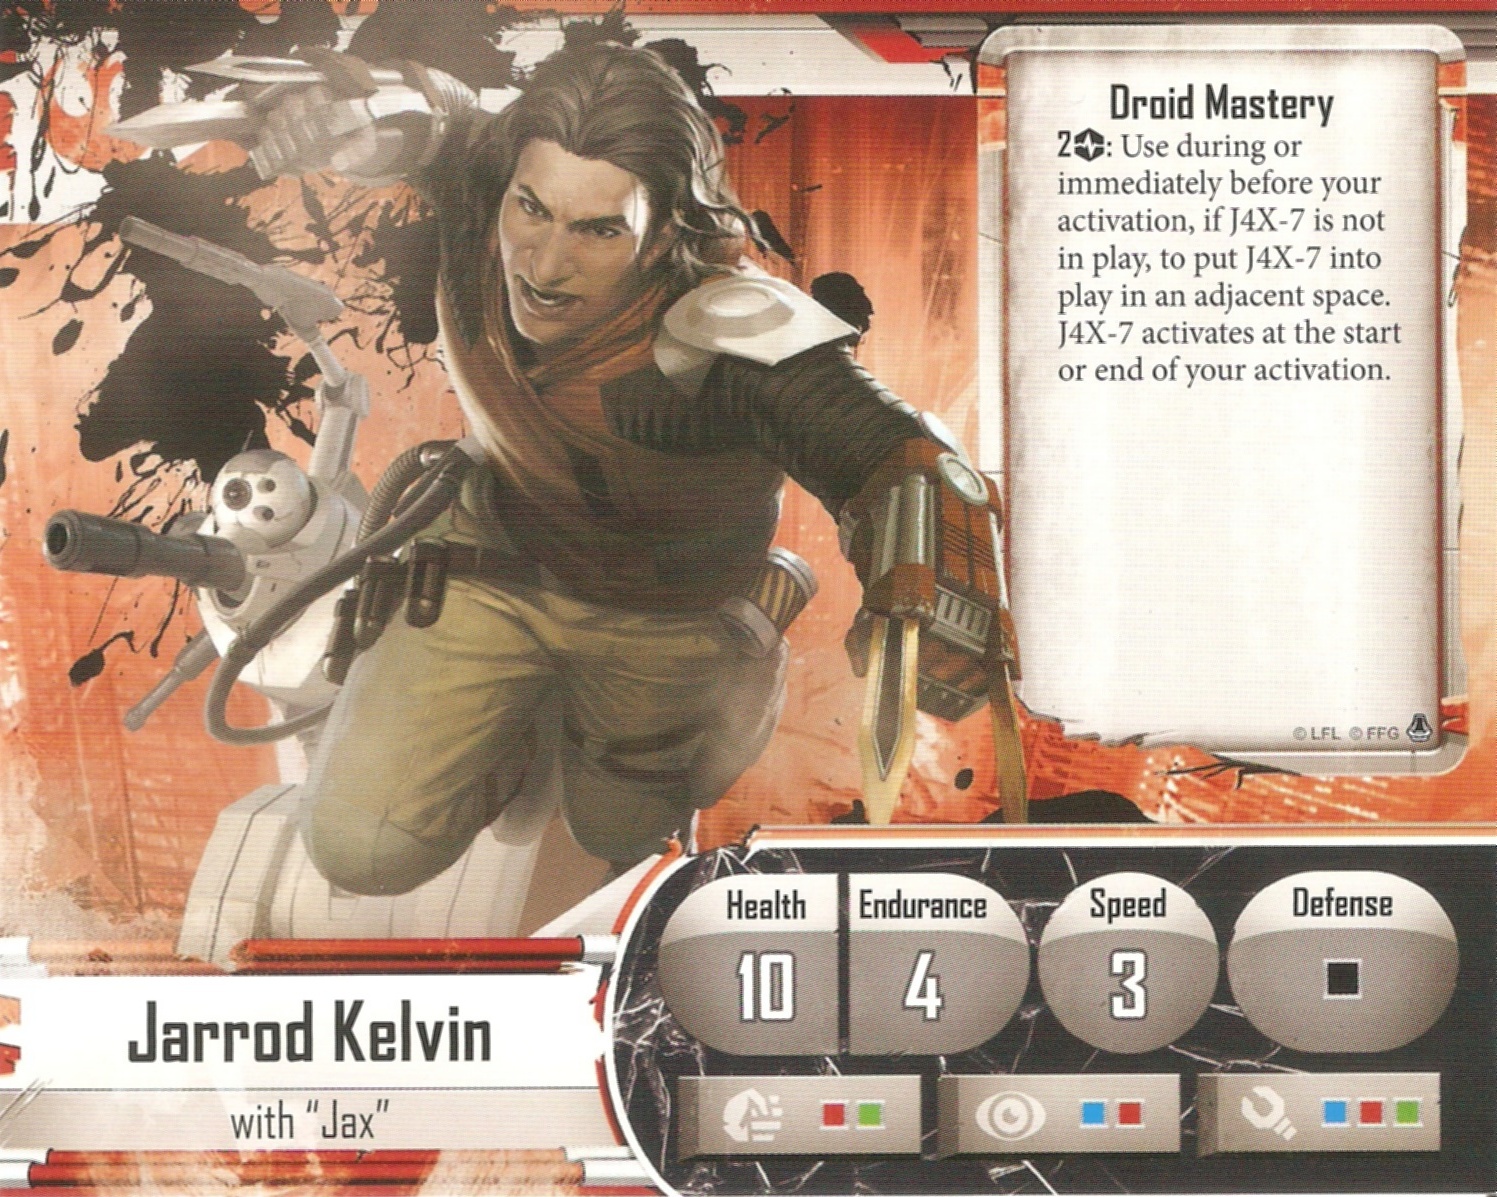 Droid Mastery
2: Use during or
immediately before your
activation, if J4X-7 is not
in play, to put J4X-7 into
play in an adjacent space.
J4X-7 activates at the start
or end of your activation.
© LFL © FFG
Health Endurance Speed Defense
10 4 3
Jarrod Kelvin
with “Jax”